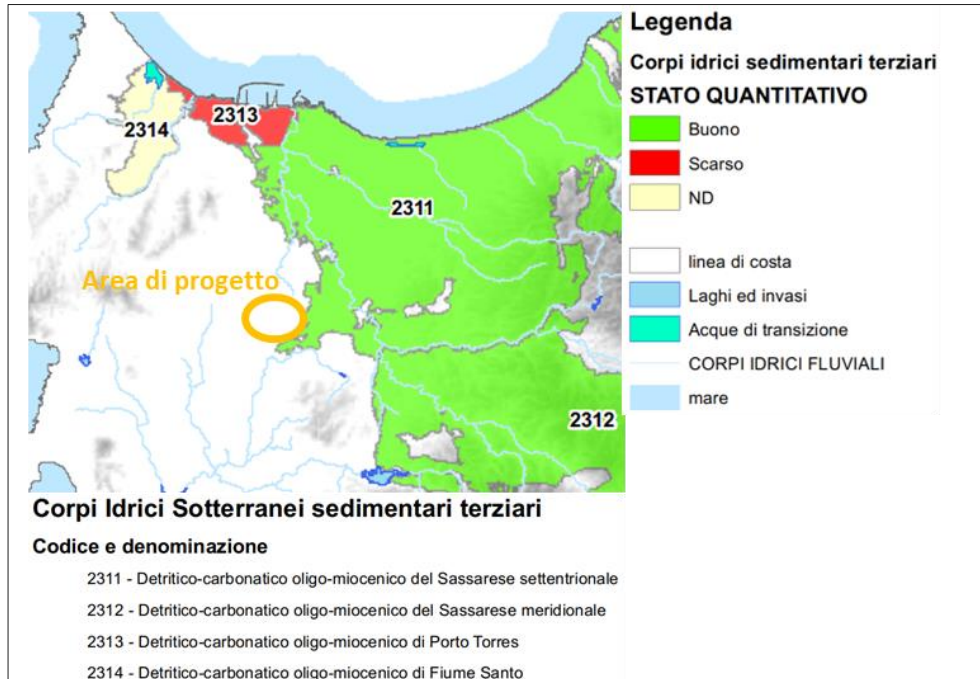 2313
2314
2311
Area di progetto
2312
Legenda
Corpi idrici sedimentari terziari
STATO QUANTITATIVO
Buono
Scarso
ND
linea di costa
Laghi ed invasi
Acque di transizione
CORPI IDRICI FLUVIALI
mare
Corpi Idrici Sotterranei sedimentari terziari
Codice e denominazione
2311 - Detritico-carbonatico oligo-miocenico del Sassarese settentrionale
2312 - Detritico-carbonatico oligo-miocenico del Sassarese meridionale
2313 - Detritico-carbonatico oligo-miocenico di Porto Torres
2314 - Detritico-carbonatico oligo-miocenico di Fiume Santo